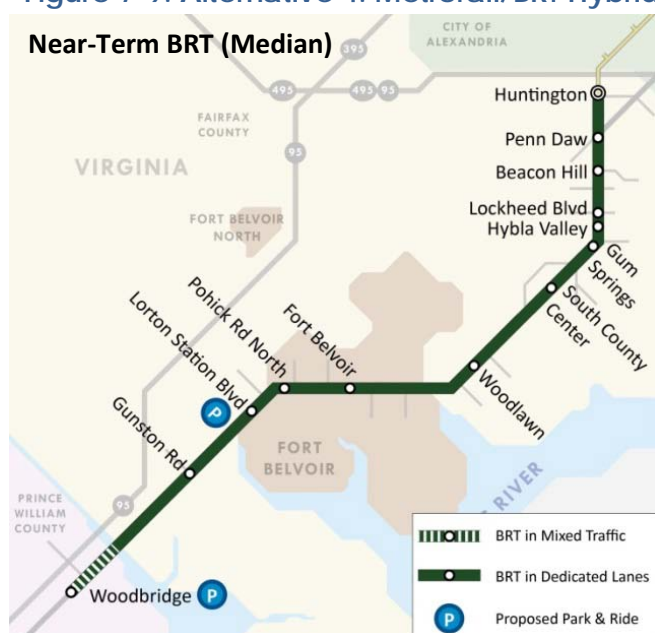 Near-Term BRT (Median)
CITY OF
ALEXANDRIA
395
495
495
95
FAIRFAX
COUNTY
95
VIRGINIA
FORT BELVOIR
NORTH
Huntington
Penn Daw
Beacon Hill
Lockheed Blvd
Hybla Valley
Gum
Springs
South County
Center
Woodlawn
Fort Belvoir
Pohick Rd North
Lorton Station Blvd
P
Gunston Rd
FORT
BELVOIR
PRINCE
WILLIAM
COUNTY
95
Woodbridge
P
RIVER
BRT in Mixed Traffic
BRT in Dedicated Lanes
P
Proposed Park & Ride